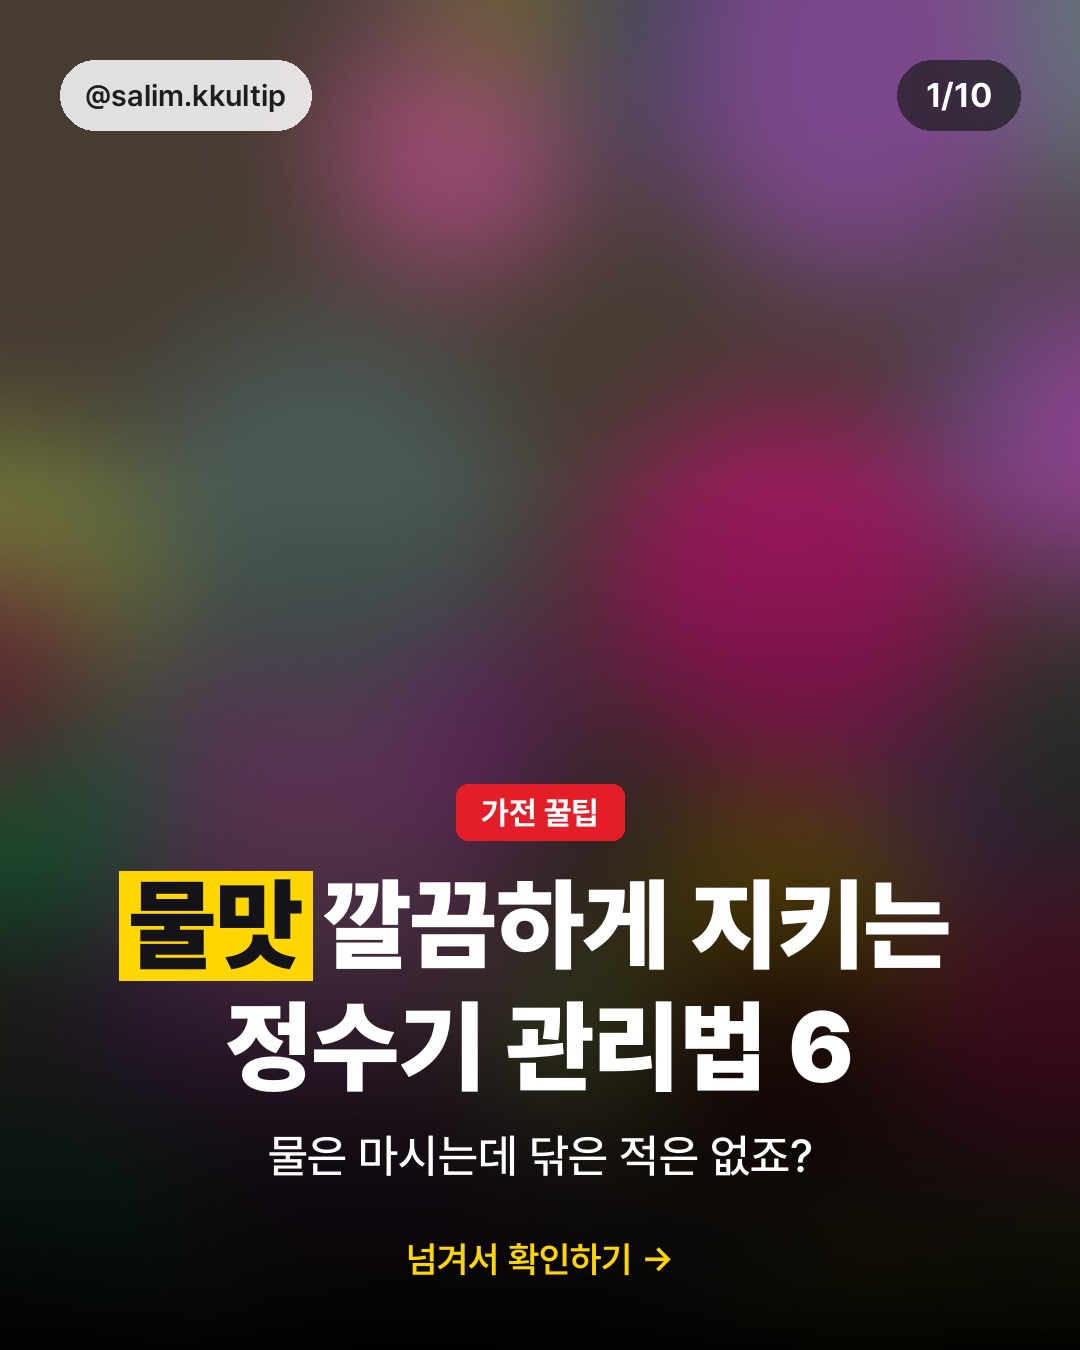 @salim.kkultip
1/10
가전 꿀팁
물맛 깔끔하게 지키는
정수기 관리법 6
물은 마시는데 닦은 적은 없죠?
넘겨서 확인하기 →